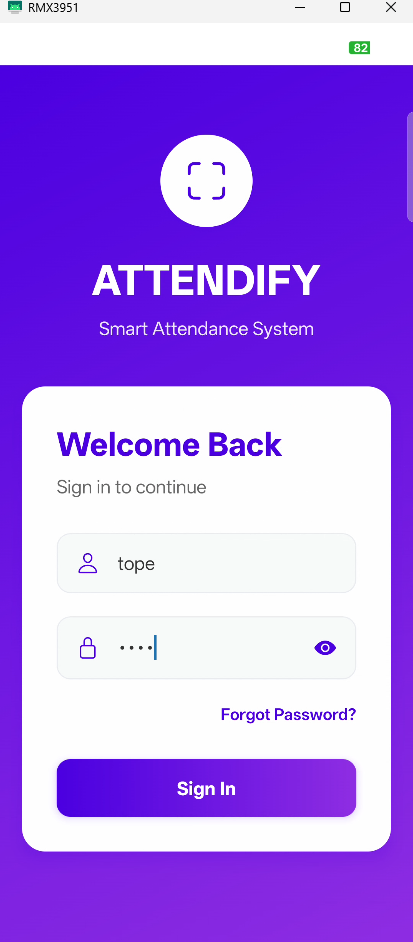 RMX3951
82
ATTENDIFY
Smart Attendance System
Welcome Back
Sign in to continue
tope
••••
Forgot Password?
Sign In